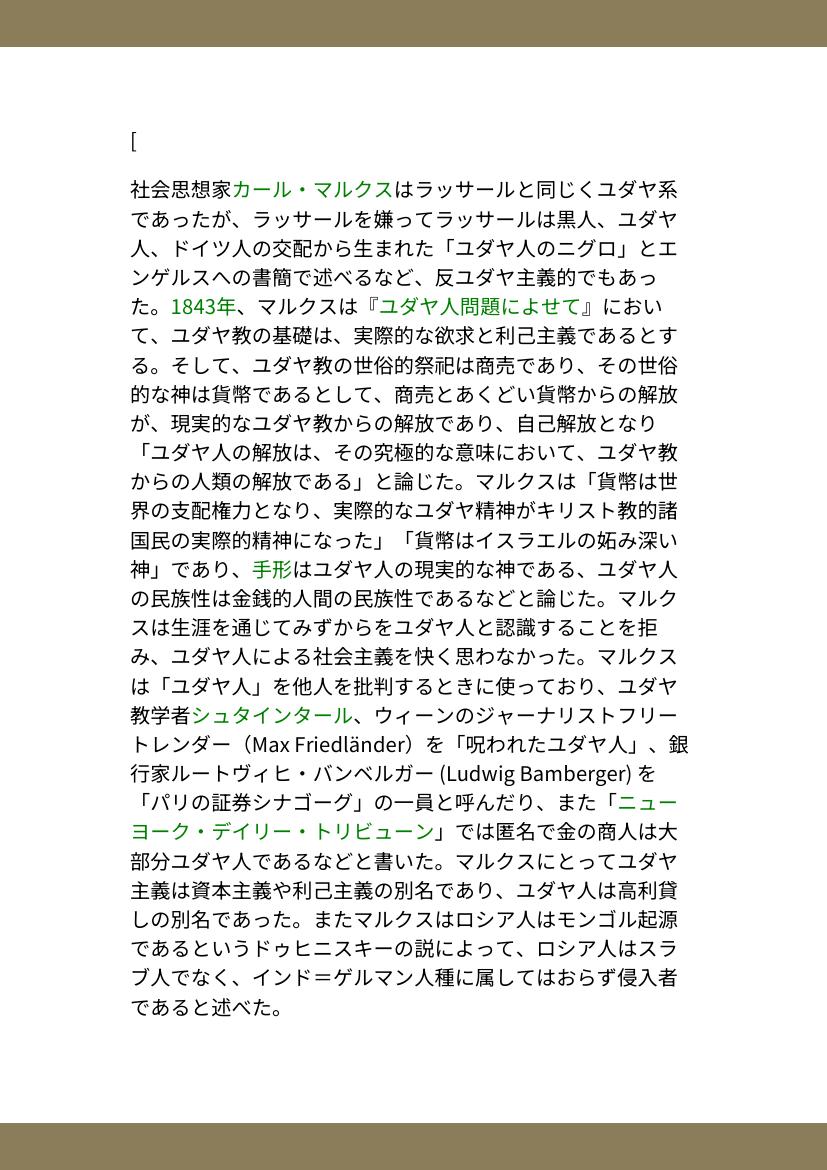 [
社会思想家カール・マルクスはラッサールと同じくユダヤ系
であったが、ラッサールを嫌ってラッサールは黒人、ユダヤ
人、ドイツ人の交配から生まれた「ユダヤ人のニグロ」とエ
ンゲルスへの書簡で述べるなど、反ユダヤ主義的でもあっ
た。1843年、マルクスは『ユダヤ人問題によせて』におい
て、ユダヤ教の基礎は、実際的な欲求と利己主義であるとす
る。そして、ユダヤ教の世俗的祭祀は商売であり、その世俗
的な神は貨幣であるとして、商売とあくどい貨幣からの解放
が、現実的なユダヤ教からの解放であり、自己解放となり
「ユダヤ人の解放は、その究極的な意味において、ユダヤ教
からの人類の解放である」と論じた。マルクスは「貨幣は世
界の支配権力となり、実際的なユダヤ精神がキリスト教的諸
国民の実際的精神になった」「貨幣はイスラエルの妬み深い
神」であり、手形はユダヤ人の現実的な神である、ユダヤ人
の民族性は金銭的人間の民族性であるなどと論じた。マルク
スは生涯を通じてみずからをユダヤ人と認識することを拒
み、ユダヤ人による社会主義を快く思わなかった。マルクス
は「ユダヤ人」を他人を批判するときに使っており、ユダヤ
教学者シュタインタール、ウィーンのジャーナリストフリー
トレンダー（Max Friedländer）を「呪われたユダヤ人」、銀
行家ルートヴィヒ・バンベルガー (Ludwig Bamberger) を
「パリの証券シナゴーグ」の一員と呼んだり、また「ニュー
ヨーク・デイリー・トリビューン」では匿名で金の商人は大
部分ユダヤ人であるなどと書いた。マルクスにとってユダヤ
主義は資本主義や利己主義の別名であり、ユダヤ人は高利貸
しの別名であった。またマルクスはロシア人はモンゴル起源
であるというドゥヒニスキーの説によって、ロシア人はスラ
ブ人でなく、インド＝ゲルマン人種に属してはおらず侵入者
であると述べた。